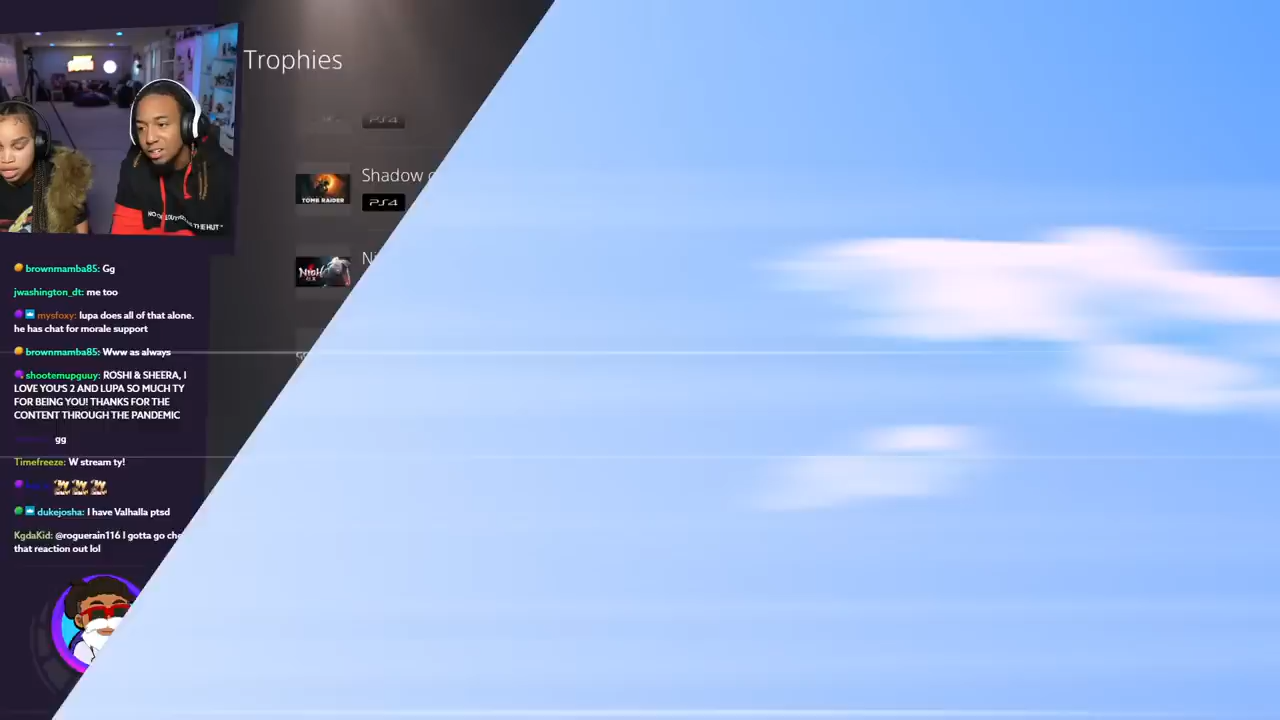 Trophies
PS4
Shadow
TOMB RAIDER
PS4
NIOH
brownmamba85: Gg
jwashington_dt: me too
mysfoxy: lupa does all of that alone.
he has chat for morale support
brownmamba85: Www as always
shootemupguuy: ROSHI & SHEERA, I
LOVE YOU'S 2 AND LUPA SO MUCH TY
FOR BEING YOU! THANKS FOR THE
CONTENT THROUGH THE PANDEMIC
gg
Timefreeze: W stream ty!
dukejosha: I have Valhalla ptsd
KgdaKid: @roguerain116 I gotta go che
that reaction out lol